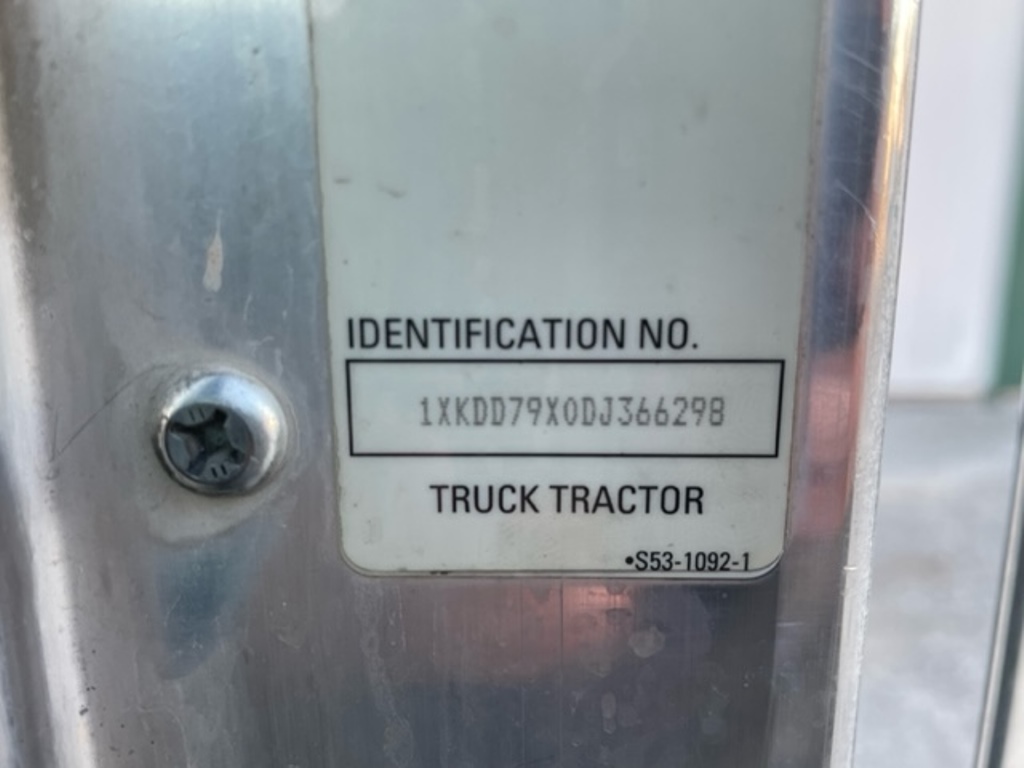 IDENTIFICATION NO.
1XKDD79X0DJ366298
TRUCK TRACTOR
•S53-1092-1